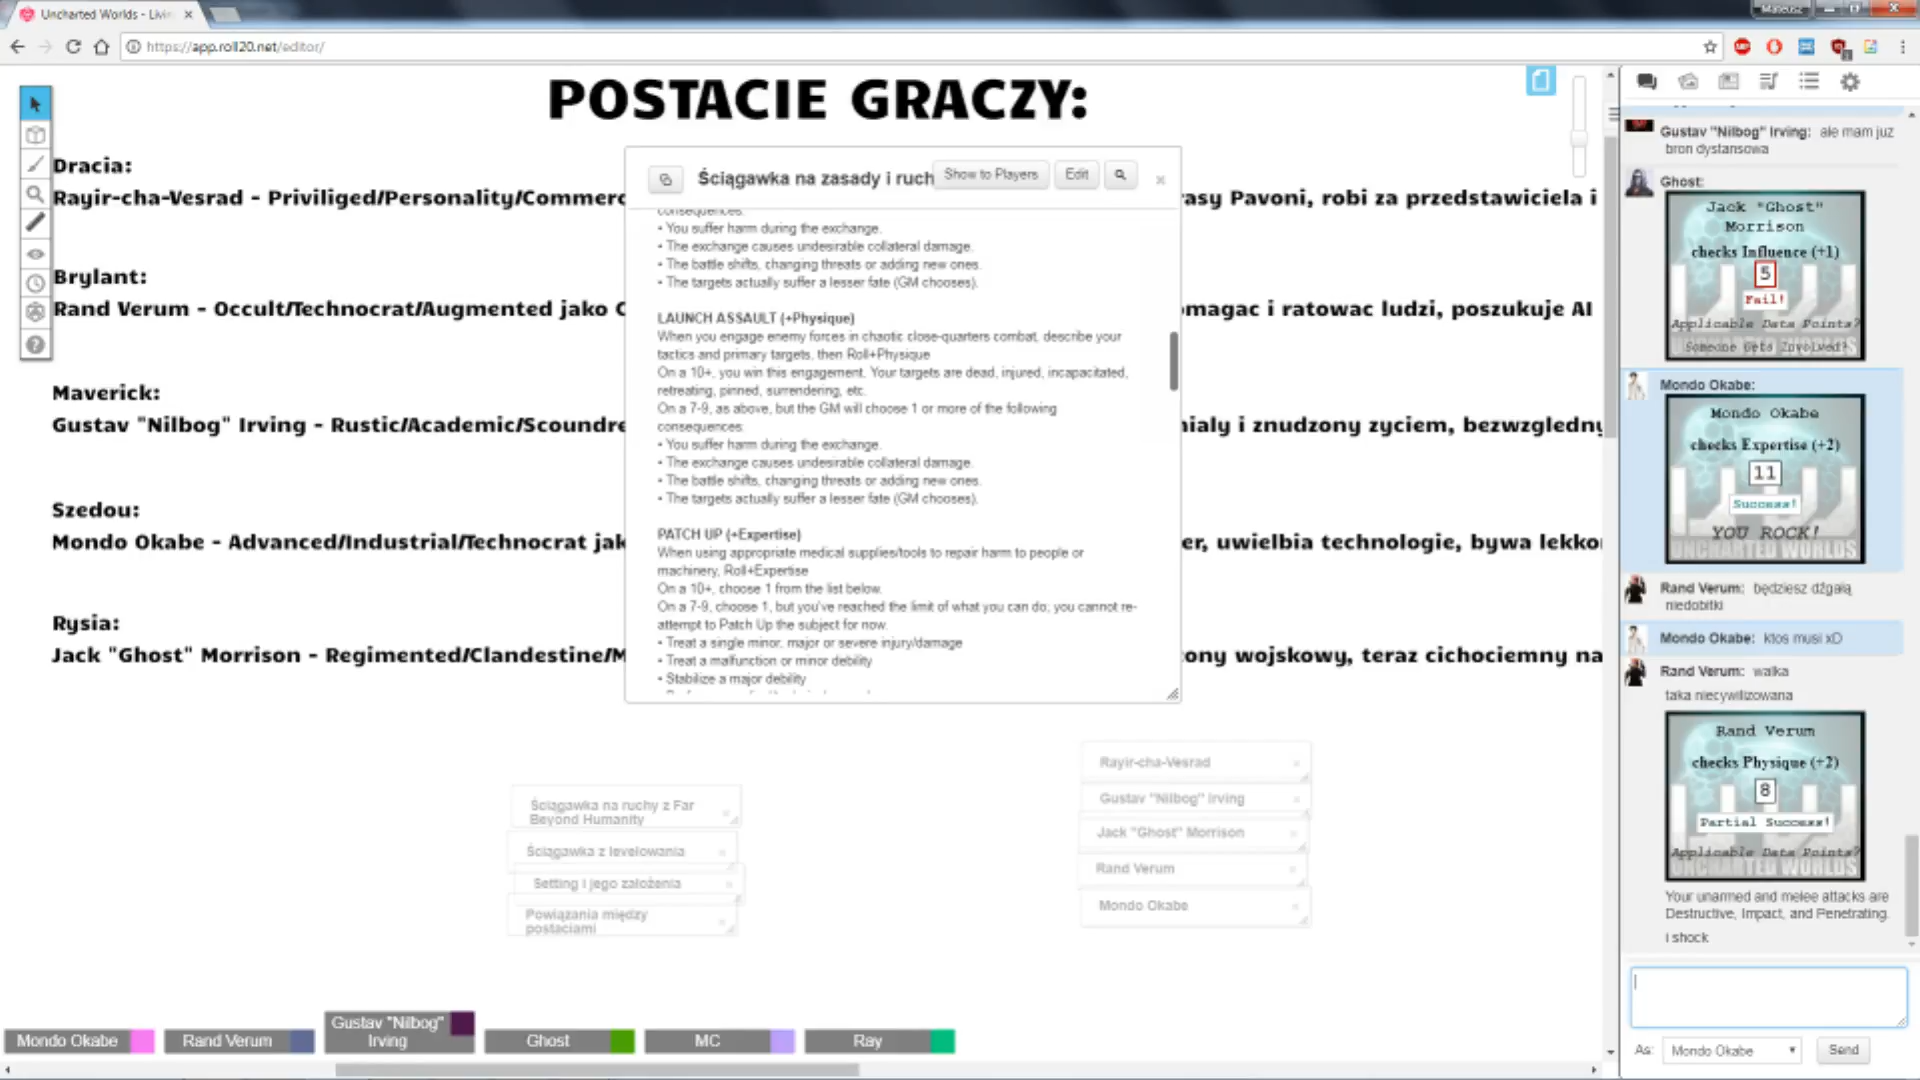 Uncharted Worlds - Livin
Mateusz
https://app.roll20.net/editor/
POSTACIE GRACZY:
Dracia:
Rayir-cha-Vesrad - Priviliged/Personality/Commerc
asy Pavoni, robi za przedstawiciela i
Brylant:
Rand Verum - Occult/Technocrat/Augmented jako C
magac i ratowac ludzi, poszukuje AI
Maverick:
Gustav "Nilbog" Irving - Rustic/Academic/Scoundre
ialy i znudzony zyciem, bezwzgledny
Szedou:
Mondo Okabe - Advanced/Industrial/Technocrat jak
er, uwielbia technologie, bywa lekko
Rysia:
Jack "Ghost" Morrison - Regimented/Clandestine/M
ony wojskowy, teraz cichociemny na
Ściągawka na zasady i ruch
Show to Players
Edit
consequences:
• You suffer harm during the exchange.
• The exchange causes undesirable collateral damage.
• The battle shifts, changing threats or adding new ones.
• The targets actually suffer a lesser fate (GM chooses).
LAUNCH ASSAULT (+Physique)
When you engage enemy forces in chaotic close-quarters combat, describe your
tactics and primary targets, then Roll+Physique
On a 10+, you win this engagement. Your targets are dead, injured, incapacitated,
retreating, pinned, surrendering, etc.
On a 7-9, as above, but the GM will choose 1 or more of the following
consequences:
• You suffer harm during the exchange.
• The exchange causes undesirable collateral damage.
• The battle shifts, changing threats or adding new ones.
• The targets actually suffer a lesser fate (GM chooses).
PATCH UP (+Expertise)
When using appropriate medical supplies/tools to repair harm to people or
machinery, Roll+Expertise
On a 10+, choose 1 from the list below.
On a 7-9, choose 1, but you've reached the limit of what you can do; you cannot re-
attempt to Patch Up the subject for now.
• Treat a single minor, major or severe injury/damage
• Treat a malfunction or minor debility
• Stabilize a major debility
Ściągawka na ruchy z Far
Beyond Humanity
Ściągawka z levelowania
Setting i jego założenia
Powiązania między
postaciami
Rayir-cha-Vesrad
Gustav "Nilbog" Irving
Jack "Ghost" Morrison
Rand Verum
Mondo Okabe
Mondo Okabe
Rand Verum
Gustav "Nilbog"
Irving
Ghost
MC
Ray
Gustav "Nilbog" Irving: ale mam juz
bron dystansowa
Ghost:
Jack "Ghost"
Morrison
checks Influence (+1)
5
Fail!
Applicable Data Points?
Someone Gets Involved?
Mondo Okabe:
Mondo Okabe
checks Expertise (+2)
11
Success!
YOU ROCK!
UNCHARTED WORLDS
Rand Verum: będziesz dźgałą
niedobitki
Mondo Okabe: ktos musi xD
Rand Verum: walka
taka niecywilizowana
Rand Verum
checks Physique (+2)
8
Partial Success!
Applicable Data Points?
UNCHARTED WORLDS
Your unarmed and melee attacks are
Destructive, Impact, and Penetrating.
i shock
As:
Mondo Okabe
Send